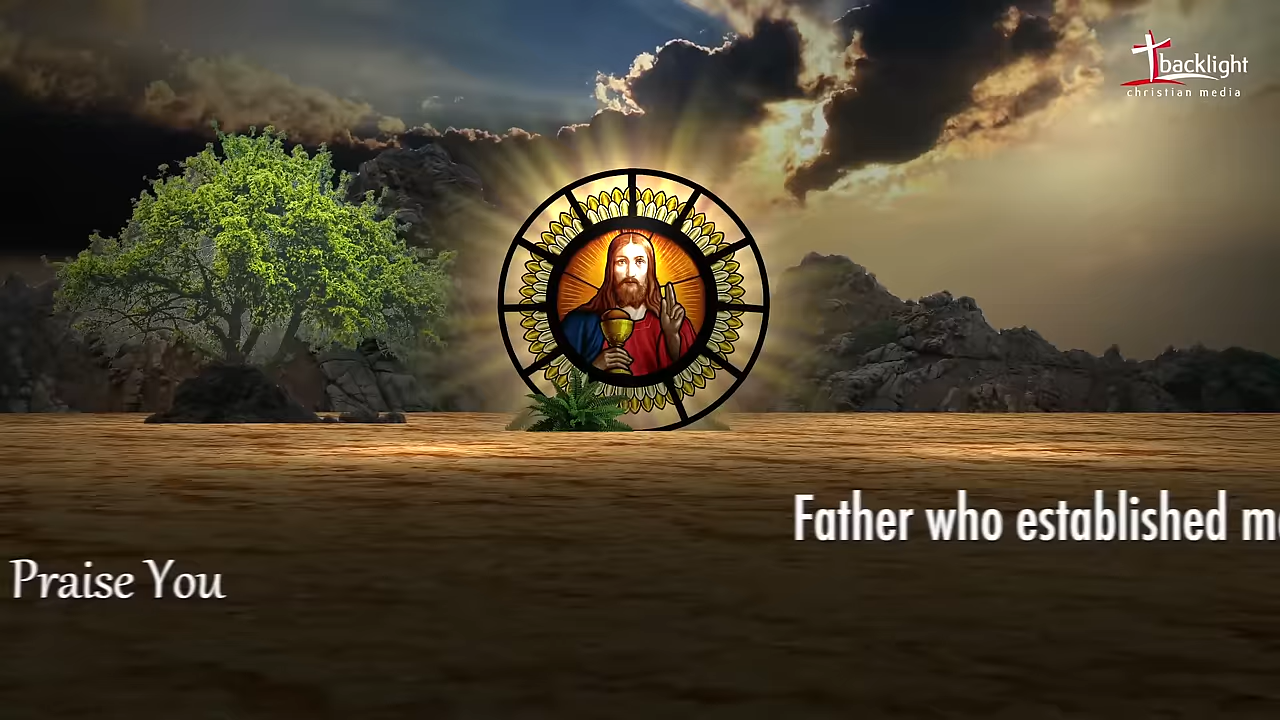 backlight
christian media
Father who established
Praise You